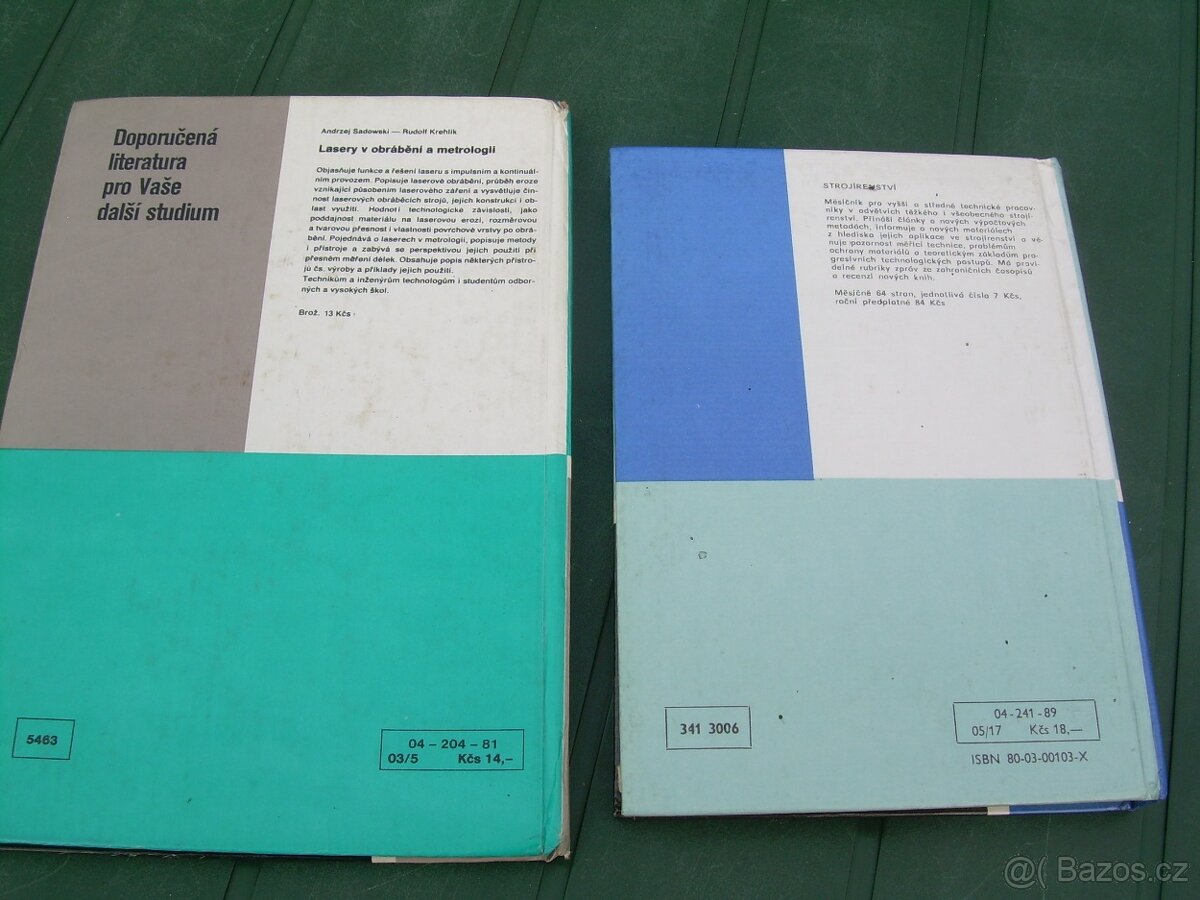 Doporučená
literatura
pro Vaše
další studium
Andrzej Sadowski — Rudolf Krehlík
Lasery v obrábění a metrologii
Objasňuje funkce a řešení laseru s impulsním a kontinuál-
ním provozem. Popisuje laserové obrábění, průběh eroze
vznikající působením laserového záření a vysvětluje čin-
nost laserových obráběcích strojů, jejich konstrukci i ob-
last využití. Hodnotí technologické závislosti, jako
poddajnost materiálu na laserovou erozi, rozměrovou
a tvarovou přesnost i vlastnosti povrchové vrstvy po obrá-
bění. Pojednává o laserech v metrologii, popisuje metody
i přístroje a zabývá se perspektivou jejich použití při
přesném měření délek. Obsahuje popis některých přístro-
jů čs. výroby a příklady jejich použití.
Technikům a inženýrům technologům i studentům odbor-
ných a vysokých škol.
Brož. 13 Kčs
5463
04 – 204 – 81
03/5 Kčs 14,–
STROJÍRENSTVÍ
Měsíčník pro vyšší a středně technické pracov-
níky v odvětvích těžkého i všeobecného strojí-
renství. Přináší články o nových výpočtových
metodách, informuje o nových materiálech
z hlediska jejich aplikace ve strojírenství a vě-
nuje pozornost měřicí technice, problémům
ochrany materiálů a teoretickým základům pro-
gresívních technologických postupů. Má pravi-
delné rubriky zpráv ze zahraničních časopisů
a recenzí nových knih.
Měsíčně 64 stran, jednotlivá čísla 7 Kčs,
roční předplatné 84 Kčs
341 3006
04 - 241 - 89
05/17 Kčs 18,—
ISBN 80-03-00103-X
@( Bazos.cz